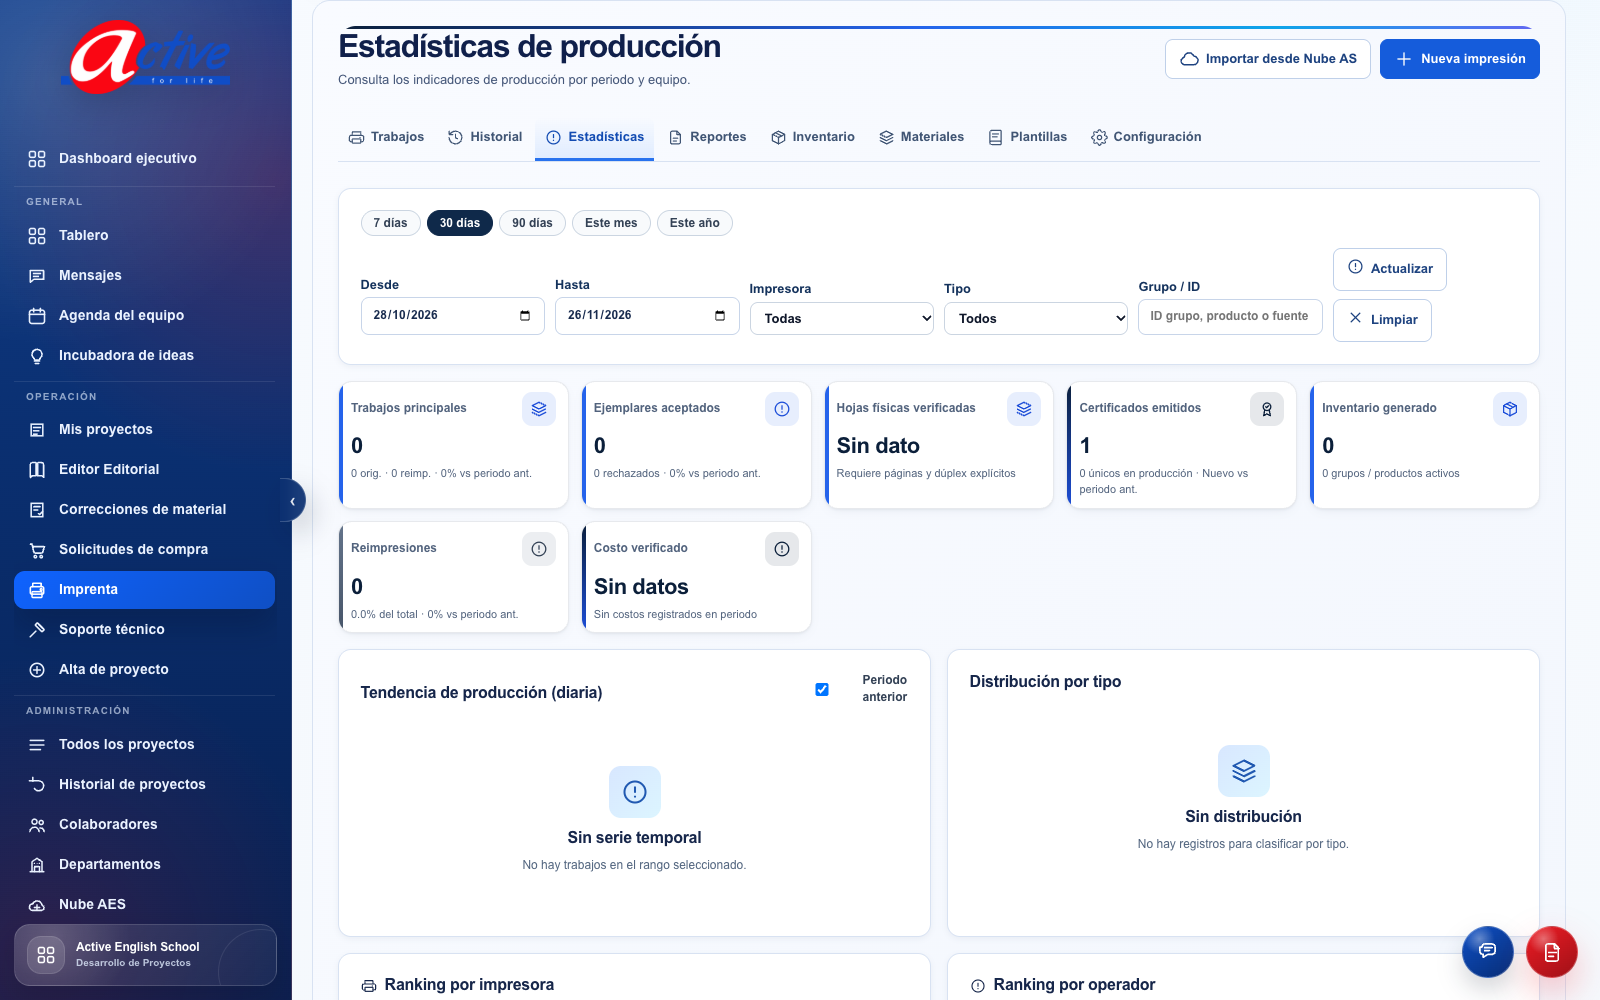 active
for life
Dashboard ejecutivo
GENERAL
Tablero
Mensajes
Agenda del equipo
Incubadora de ideas
OPERACIÓN
Mis proyectos
Editor Editorial
Correcciones de material
Solicitudes de compra
Imprenta
Soporte técnico
Alta de proyecto
ADMINISTRACIÓN
Todos los proyectos
Historial de proyectos
Colaboradores
Departamentos
Nube AES
Active English School
Desarrollo de Proyectos
Estadísticas de producción
Consulta los indicadores de producción por periodo y equipo.
Importar desde Nube AS
Nueva impresión
Trabajos
Historial
Estadísticas
Reportes
Inventario
Materiales
Plantillas
Configuración
7 días
30 días
90 días
Este mes
Este año
Desde
28/10/2026
Hasta
26/11/2026
Impresora
Todas
Tipo
Todos
Grupo / ID
ID grupo, producto o fuente
Actualizar
Limpiar
Trabajos principales
0
0 orig. · 0 reimp. · 0% vs periodo ant.
Ejemplares aceptados
0
0 rechazados · 0% vs periodo ant.
Hojas físicas verificadas
Sin dato
Requiere páginas y dúplex explícitos
Certificados emitidos
1
0 únicos en producción · Nuevo vs
periodo ant.
Inventario generado
0
0 grupos / productos activos
Reimpresiones
0
0.0% del total · 0% vs periodo ant.
Costo verificado
Sin datos
Sin costos registrados en periodo
Tendencia de producción (diaria)
Periodo
anterior
Sin serie temporal
No hay trabajos en el rango seleccionado.
Distribución por tipo
Sin distribución
No hay registros para clasificar por tipo.
Ranking por impresora
Ranking por operador